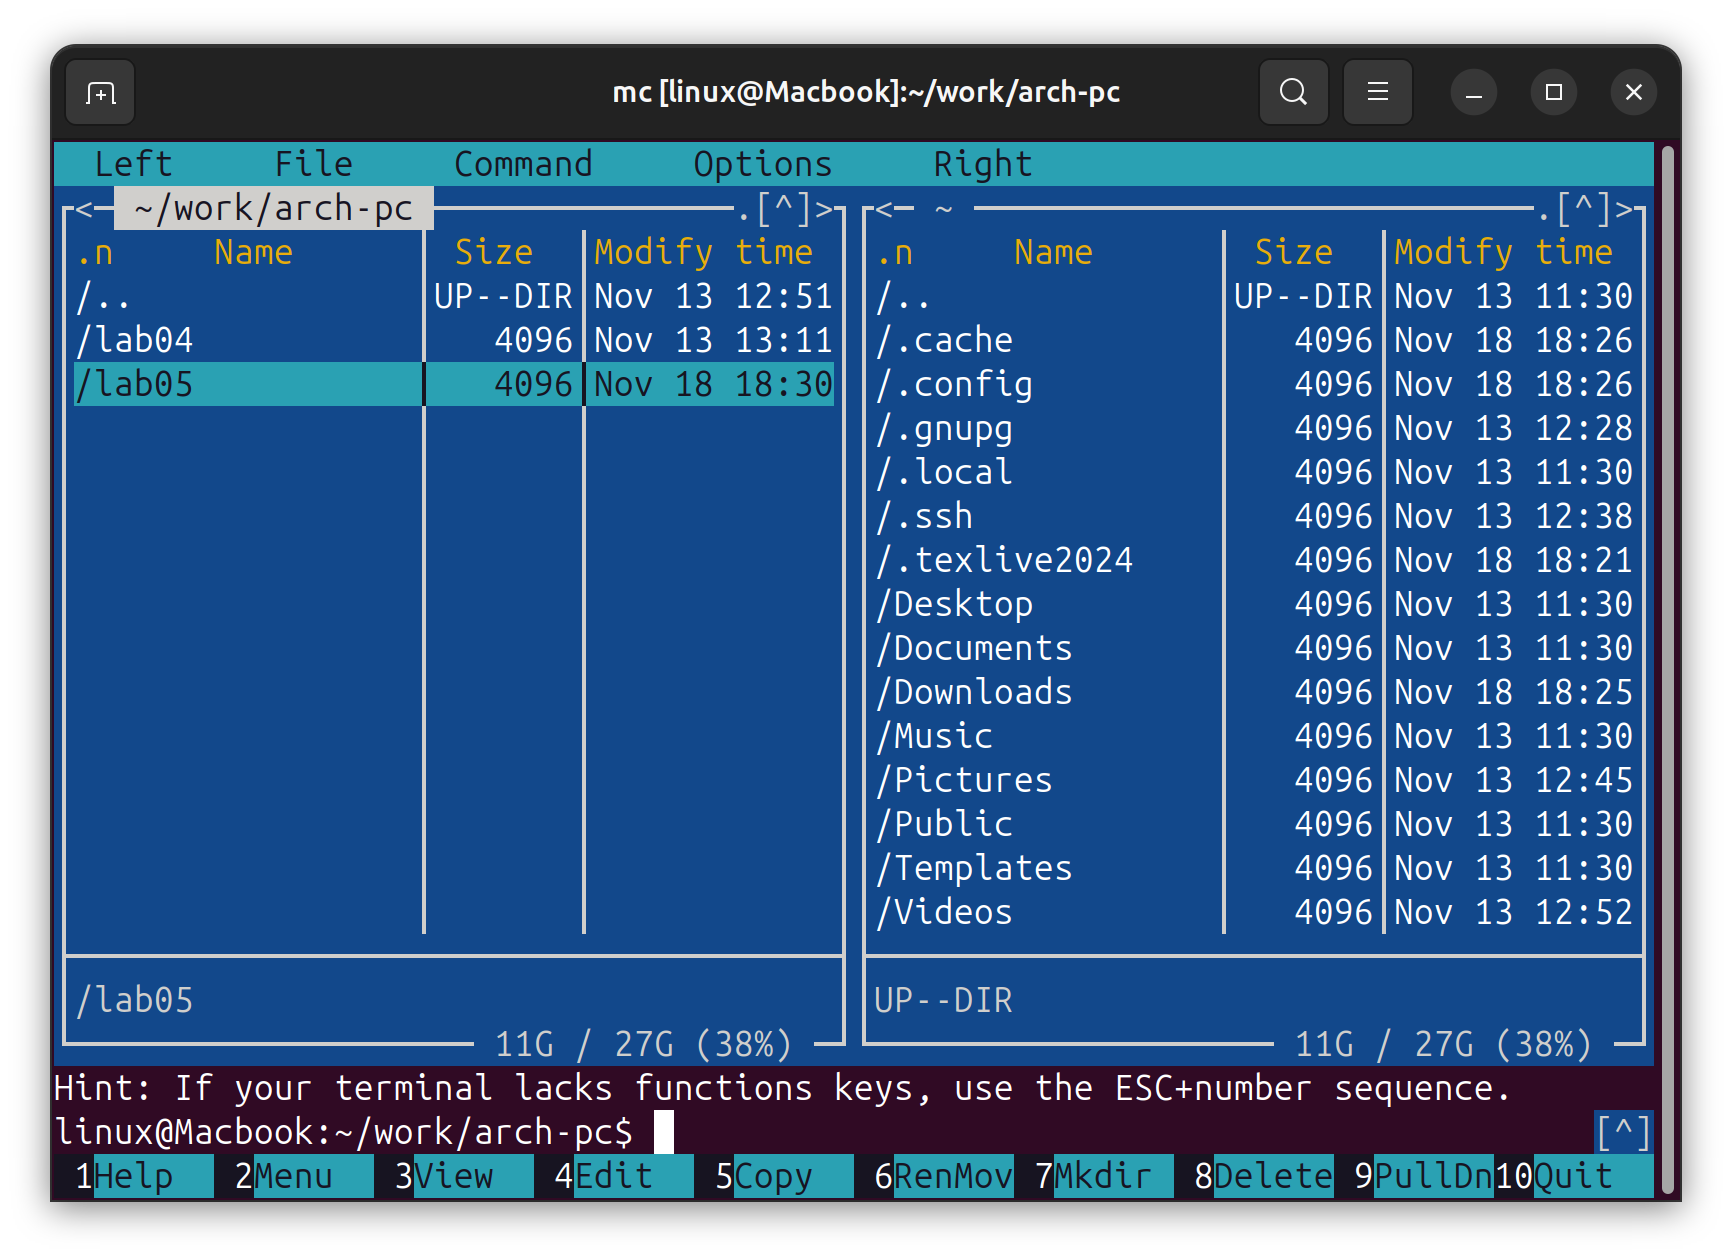 mc [linux@Macbook]:~/work/arch-pc
Left File Command Options Right
<─ ~/work/arch-pc ─.[^]> <─ ~ ─.[^]>
.n Name Size Modify time .n Name Size Modify time
/.. UP--DIR Nov 13 12:51 /.. UP--DIR Nov 13 11:30
/lab04 4096 Nov 13 13:11 /.cache 4096 Nov 18 18:26
/lab05 4096 Nov 18 18:30 /.config 4096 Nov 18 18:26
/.gnupg 4096 Nov 13 12:28
/.local 4096 Nov 13 11:30
/.ssh 4096 Nov 13 12:38
/.texlive2024 4096 Nov 18 18:21
/Desktop 4096 Nov 13 11:30
/Documents 4096 Nov 13 11:30
/Downloads 4096 Nov 18 18:25
/Music 4096 Nov 13 11:30
/Pictures 4096 Nov 13 12:45
/Public 4096 Nov 13 11:30
/Templates 4096 Nov 13 11:30
/Videos 4096 Nov 13 12:52
/lab05 UP--DIR
11G / 27G (38%) 11G / 27G (38%)
Hint: If your terminal lacks functions keys, use the ESC+number sequence.
linux@Macbook:~/work/arch-pc$ [^]
1Help 2Menu 3View 4Edit 5Copy 6RenMov 7Mkdir 8Delete 9PullDn 10Quit